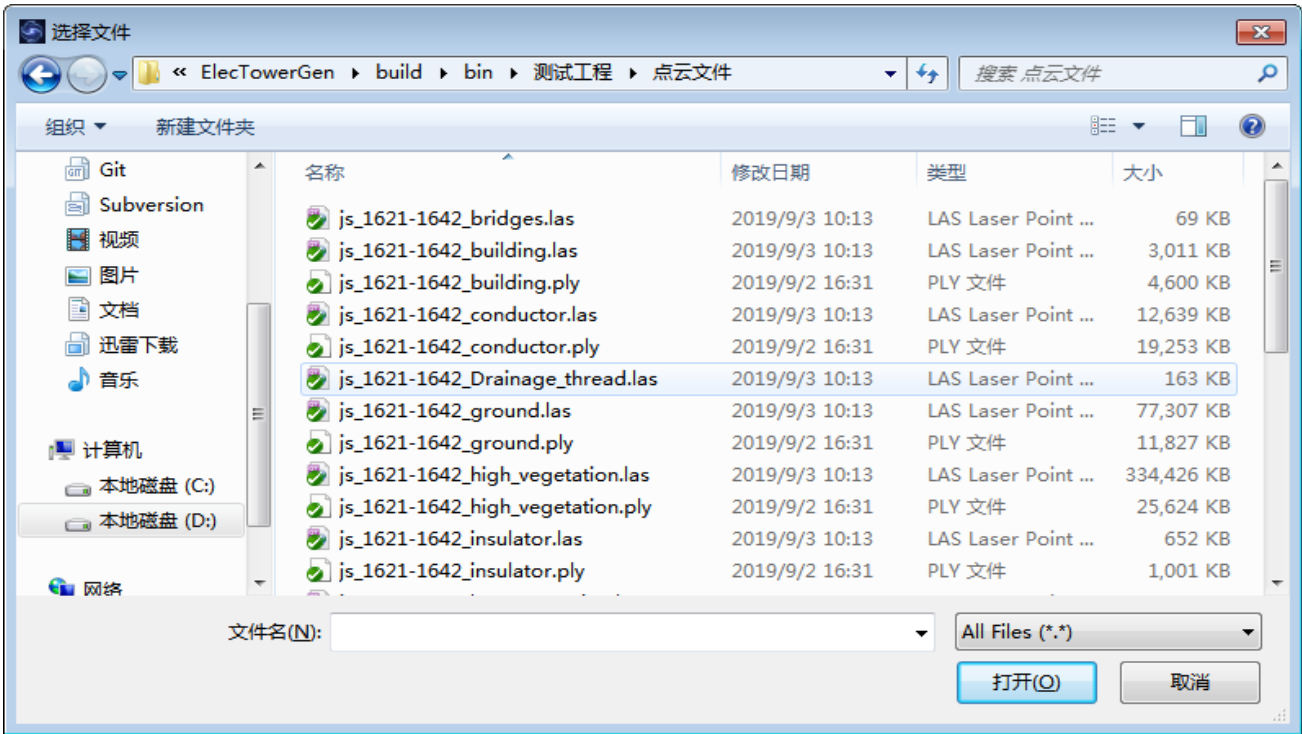 选择文件
« ElecTowerGen ▸ build ▸ bin ▸ 测试工程 ▸ 点云文件
搜索 点云文件
组织 新建文件夹
Git
Subversion
视频
图片
文档
迅雷下载
音乐
计算机
本地磁盘 (C:)
本地磁盘 (D:)
网络
名称 修改日期 类型 大小
js_1621-1642_bridges.las 2019/9/3 10:13 LAS Laser Point ... 69 KB
js_1621-1642_building.las 2019/9/3 10:13 LAS Laser Point ... 3,011 KB
js_1621-1642_building.ply 2019/9/2 16:31 PLY 文件 4,600 KB
js_1621-1642_conductor.las 2019/9/3 10:13 LAS Laser Point ... 12,639 KB
js_1621-1642_conductor.ply 2019/9/2 16:31 PLY 文件 19,253 KB
js_1621-1642_Drainage_thread.las 2019/9/3 10:13 LAS Laser Point ... 163 KB
js_1621-1642_ground.las 2019/9/3 10:13 LAS Laser Point ... 77,307 KB
js_1621-1642_ground.ply 2019/9/2 16:31 PLY 文件 11,827 KB
js_1621-1642_high_vegetation.las 2019/9/3 10:13 LAS Laser Point ... 334,426 KB
js_1621-1642_high_vegetation.ply 2019/9/2 16:31 PLY 文件 25,624 KB
js_1621-1642_insulator.las 2019/9/3 10:13 LAS Laser Point ... 652 KB
js_1621-1642_insulator.ply 2019/9/2 16:31 PLY 文件 1,001 KB
文件名(N):
All Files (*.*)
打开(O) 取消